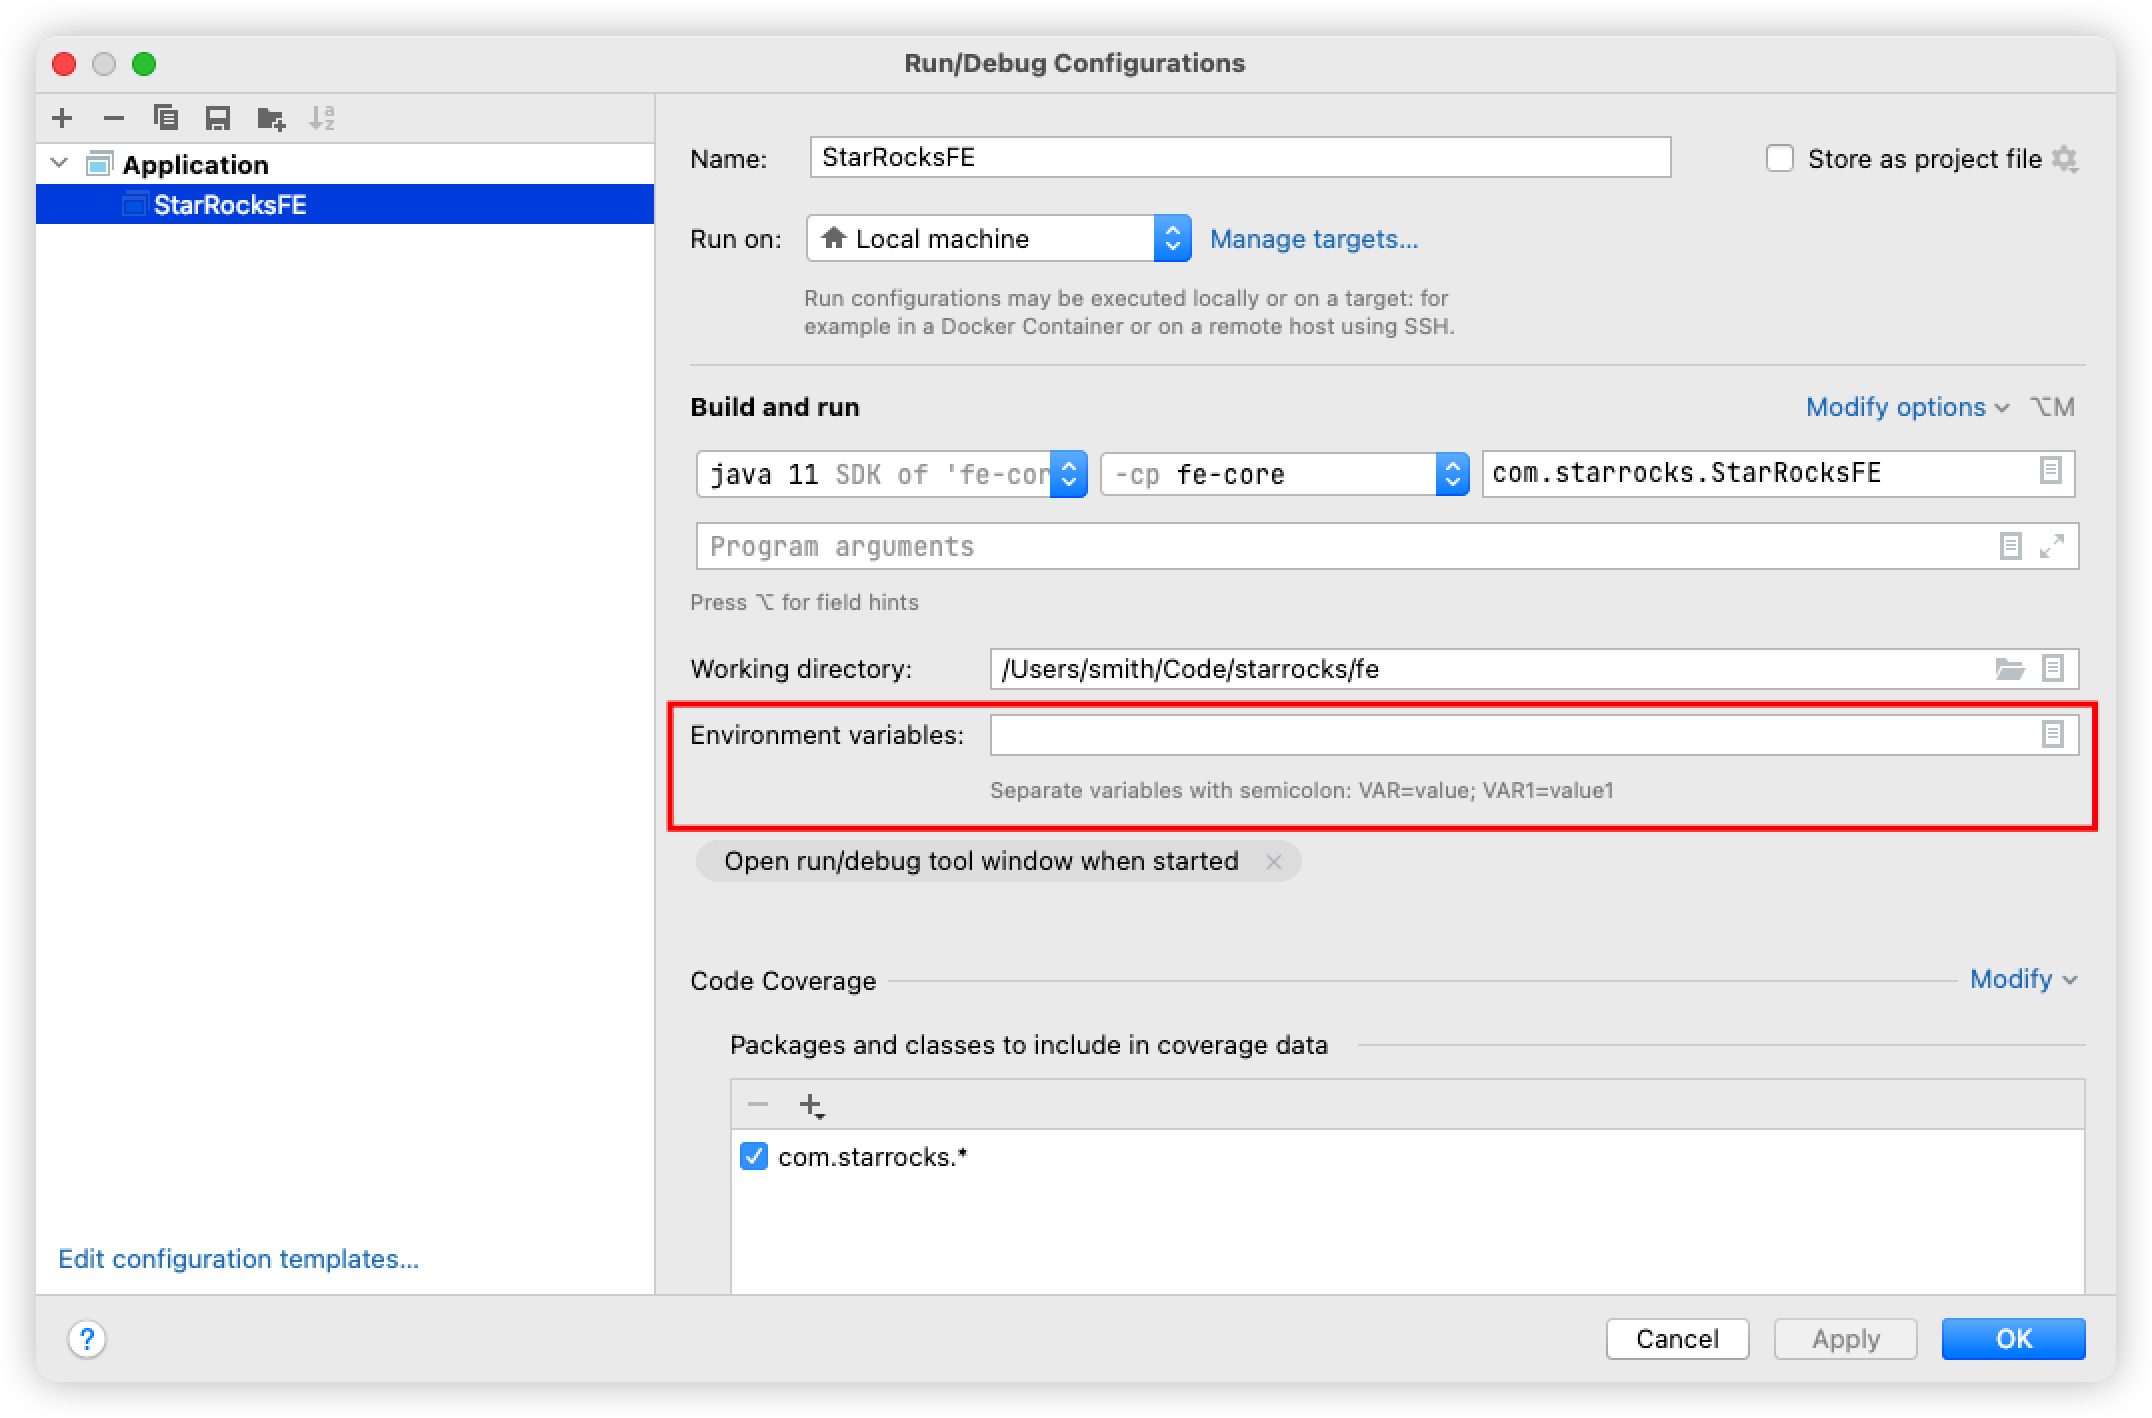 Run/Debug Configurations
Application
StarRocksFE
Edit configuration templates...
Name: StarRocksFE Store as project file
Run on: Local machine Manage targets...
Run configurations may be executed locally or on a target: for
example in a Docker Container or on a remote host using SSH.
Build and run Modify options ⌥M
java 11 SDK of 'fe-cor -cp fe-core com.starrocks.StarRocksFE
Program arguments
Press ⌥ for field hints
Working directory: /Users/smith/Code/starrocks/fe
Environment variables:
Separate variables with semicolon: VAR=value; VAR1=value1
Open run/debug tool window when started
Code Coverage Modify
Packages and classes to include in coverage data
com.starrocks.*
? Cancel Apply OK